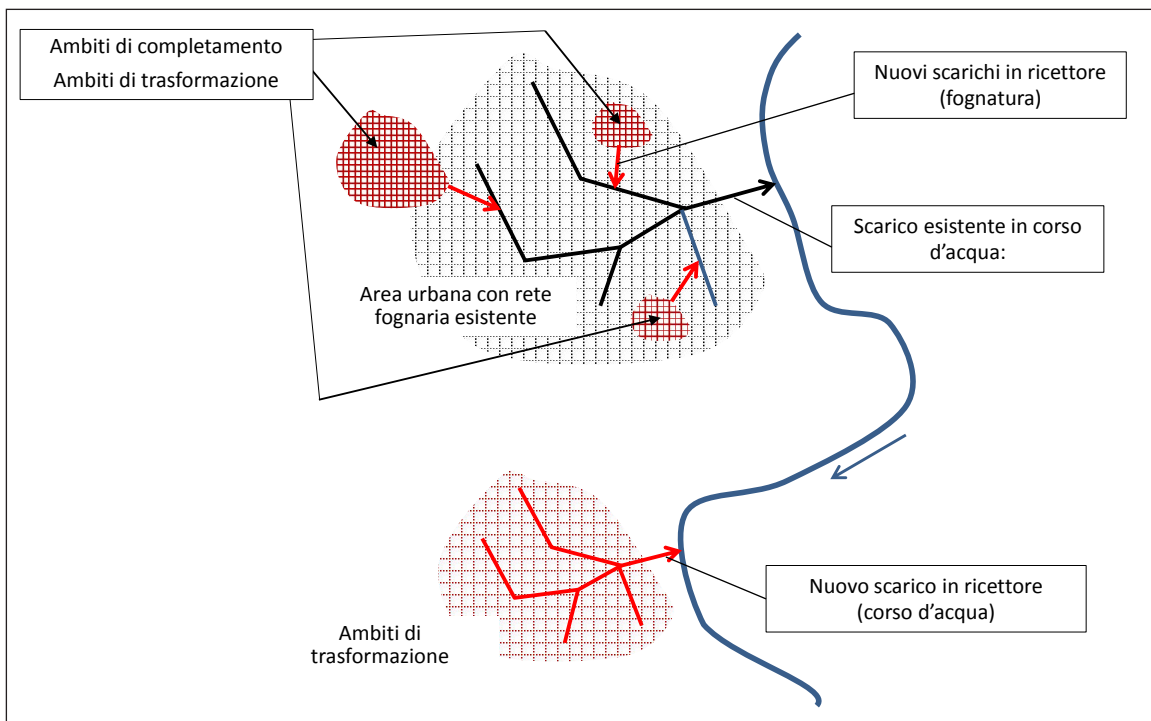 Ambiti di completamento
Ambiti di trasformazione
Nuovi scarichi in ricettore
(fognatura)
Scarico esistente in corso
d'acqua:
Area urbana con rete
fognaria esistente
Nuovo scarico in ricettore
(corso d'acqua)
Ambiti di
trasformazione